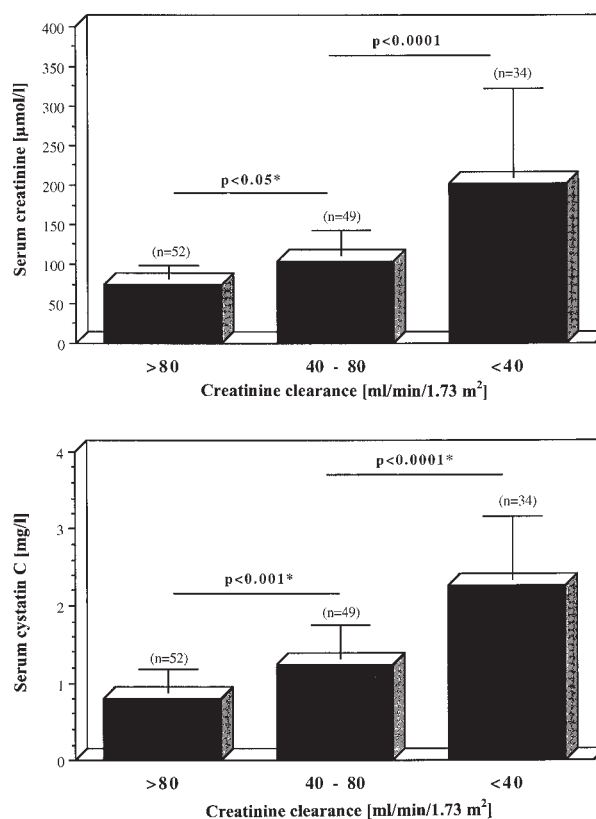 Serum creatinine [µmol/l]
400
350
300
250
200
150
100
50
0
p<0.0001
(n=34)
p<0.05*
(n=49)
(n=52)
>80
40 - 80
<40
Creatinine clearance [ml/min/1.73 m²]
Serum cystatin C [mg/l]
4
3
2
1
0
p<0.0001*
(n=34)
p<0.001*
(n=49)
(n=52)
>80
40 - 80
<40
Creatinine clearance [ml/min/1.73 m²]